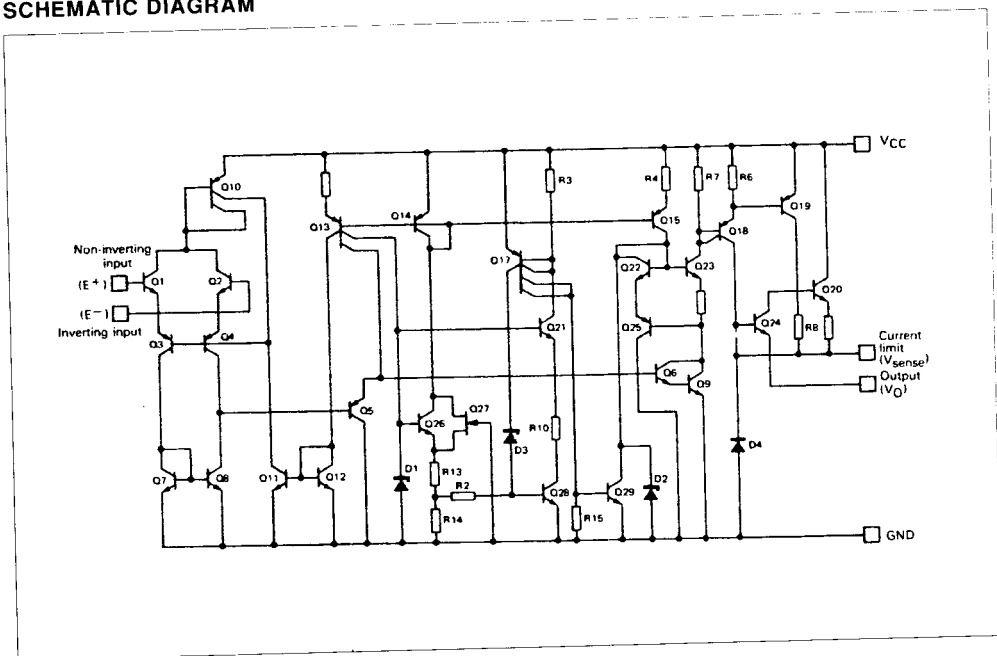 SCHEMATIC DIAGRAM
VCC
Q10
R3
R4
R7
R6
Q19
Q13
Q14
Q15
Q18
Non-inverting
input
(E+)
Q1
Q2
Q17
Q22
Q23
Q20
(E−)
Inverting input
Q3
Q4
Q21
Q25
Q24
R8
Current
limit
(Vsense)
Output
(VO)
Q5
Q26
Q27
Q6
Q9
R10
D3
D4
Q7
Q8
Q11
Q12
D1
R13
R2
R14
Q28
R15
Q29
D2
GND